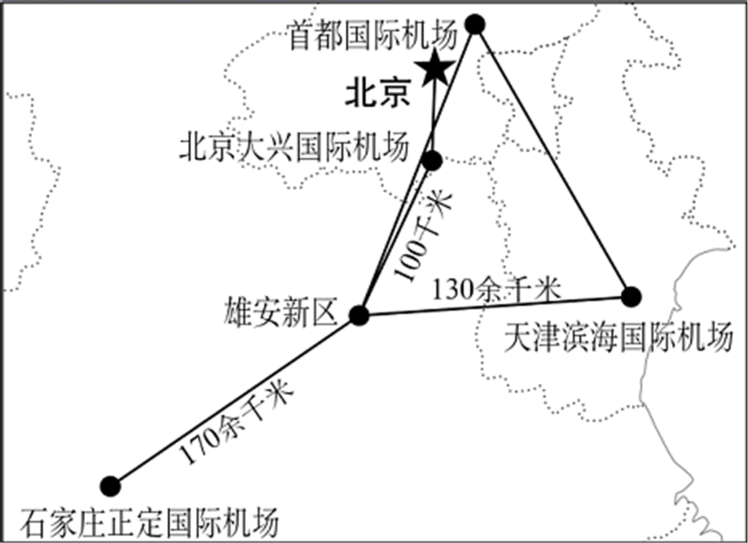 首都国际机场
北京
北京大兴国际机场
100千米
130余千米
雄安新区
天津滨海国际机场
170余千米
石家庄正定国际机场